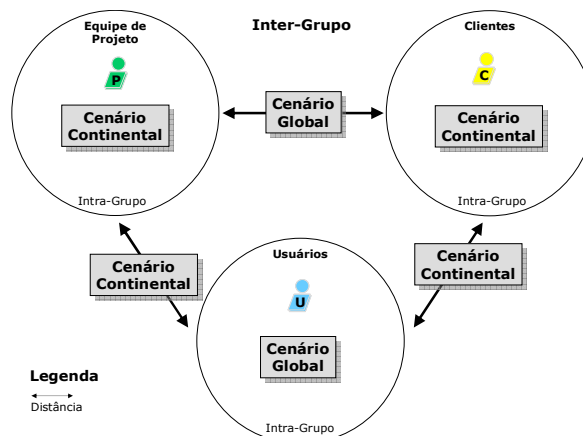 Equipe de
Projeto
P
Cenário
Continental
Intra-Grupo
Inter-Grupo
Cenário
Global
Clientes
C
Cenário
Continental
Intra-Grupo
Cenário
Continental
Cenário
Continental
Usuários
U
Cenário
Global
Intra-Grupo
Legenda
Distância